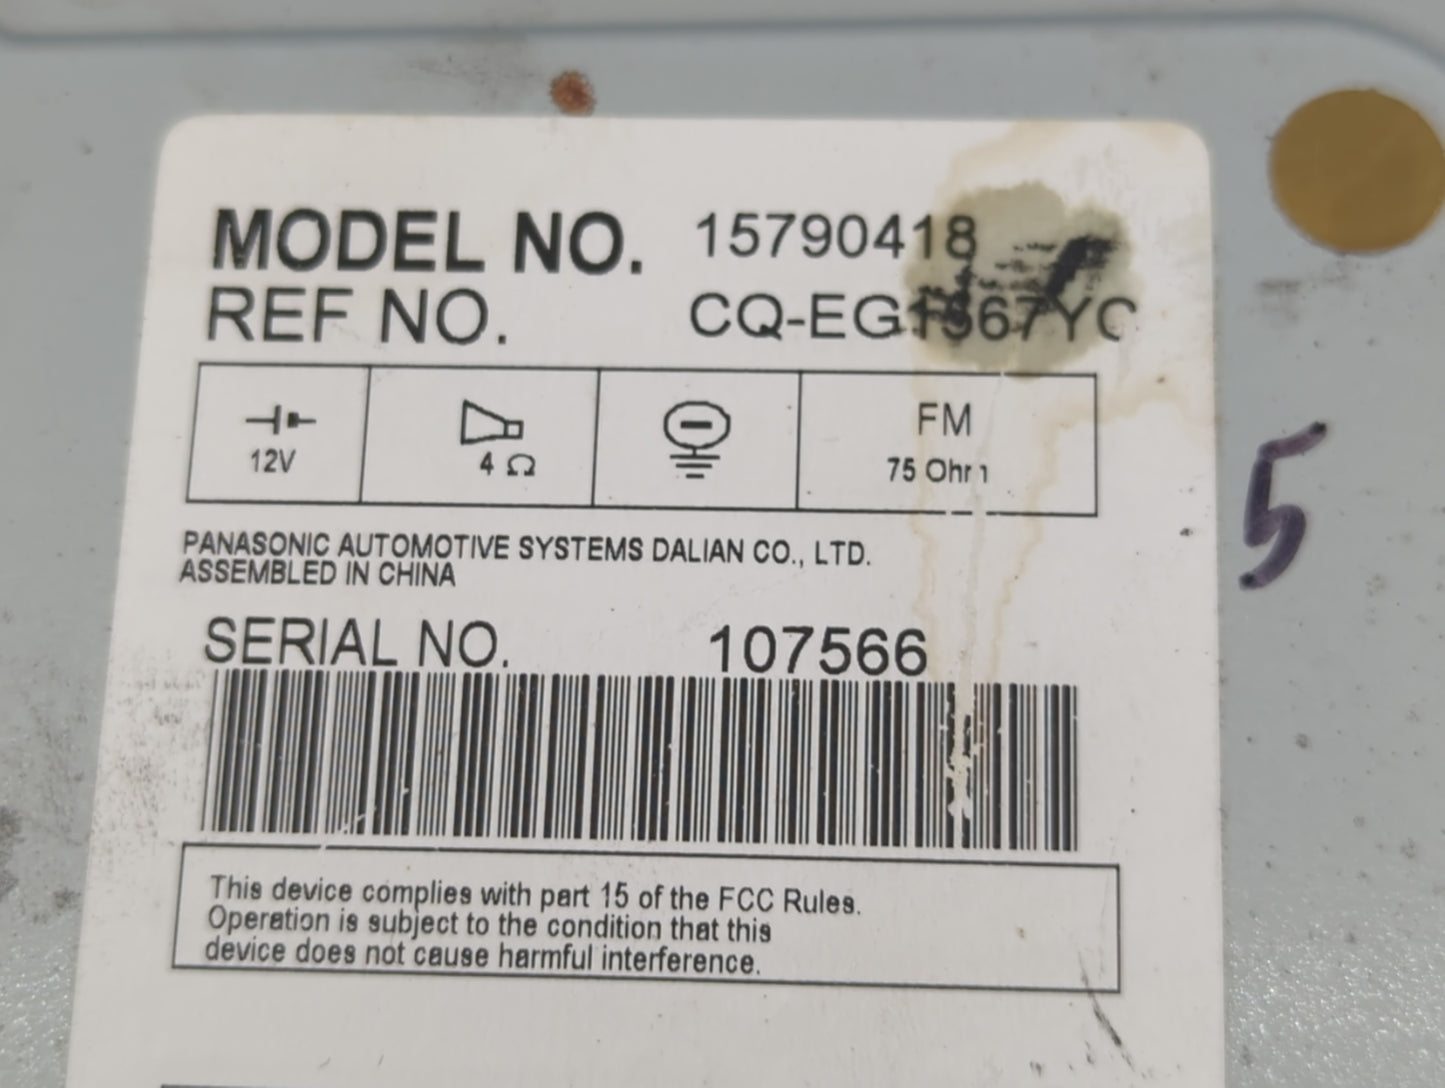 MODEL NO. 15790418
REF NO.
12V
4 Ω
FM
75 Ohm
PANASONIC AUTOMOTIVE SYSTEMS DALIAN CO., LTD.
ASSEMBLED IN CHINA
SERIAL NO. 107566
This device complies with part 15 of the FCC Rules.
Operation is subject to the condition that this
device does not cause harmful interference.
5